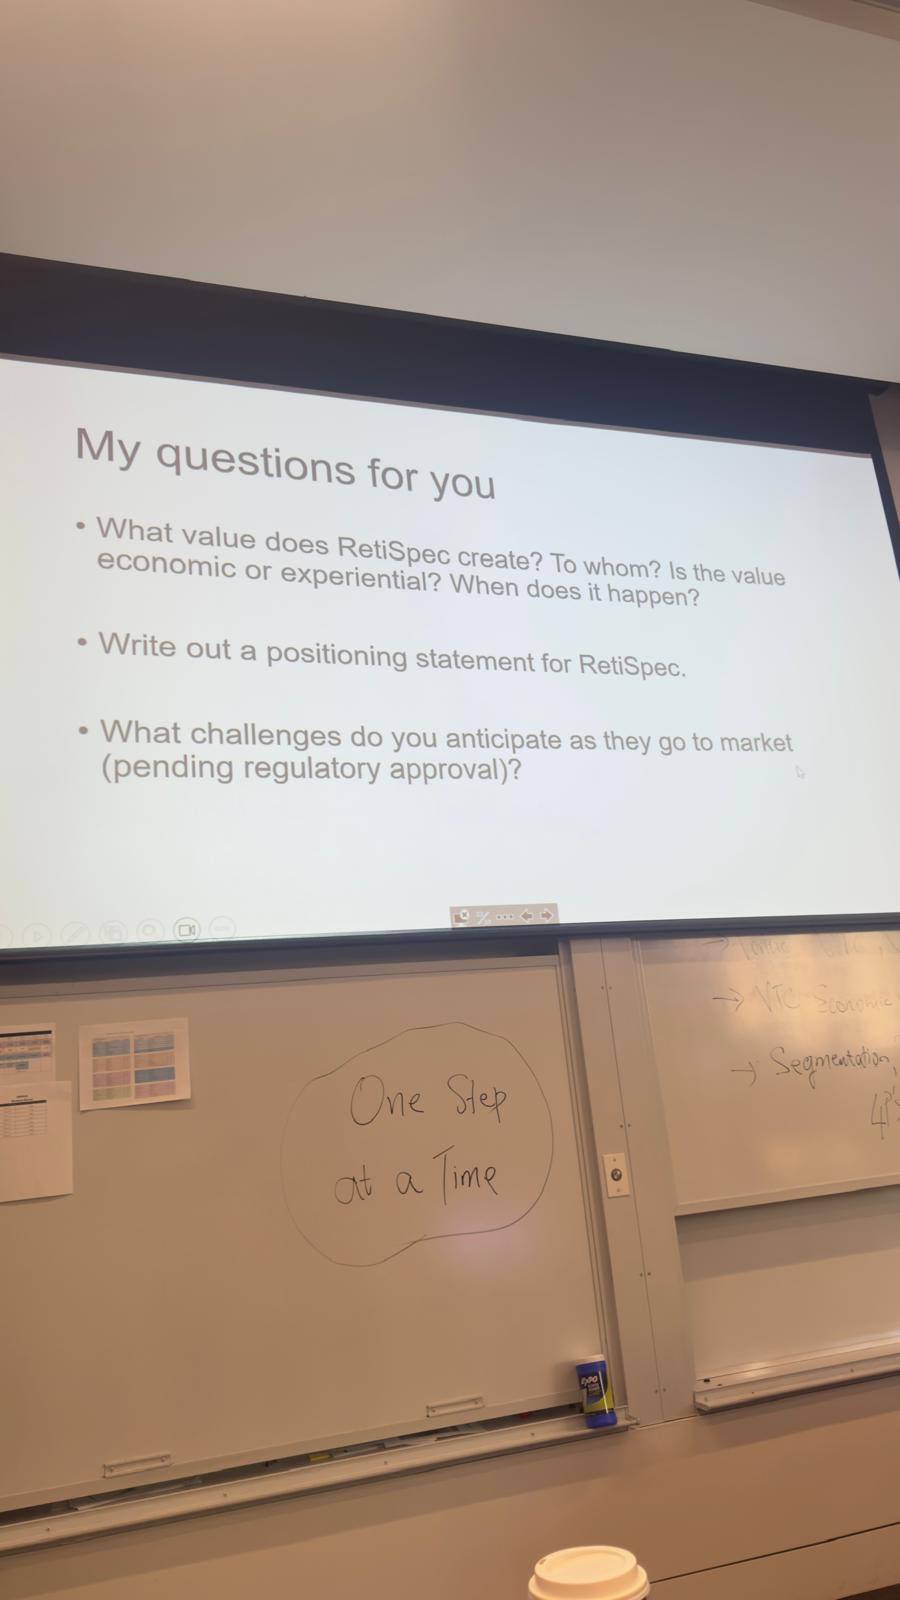 My questions for you
• What value does RetiSpec create? To whom? Is the value
economic or experiential? When does it happen?
• Write out a positioning statement for RetiSpec.
• What challenges do you anticipate as they go to market
(pending regulatory approval)?
One Step
at a Time
→ VTC Economic
→ Segmentation,
4P's
EXPO